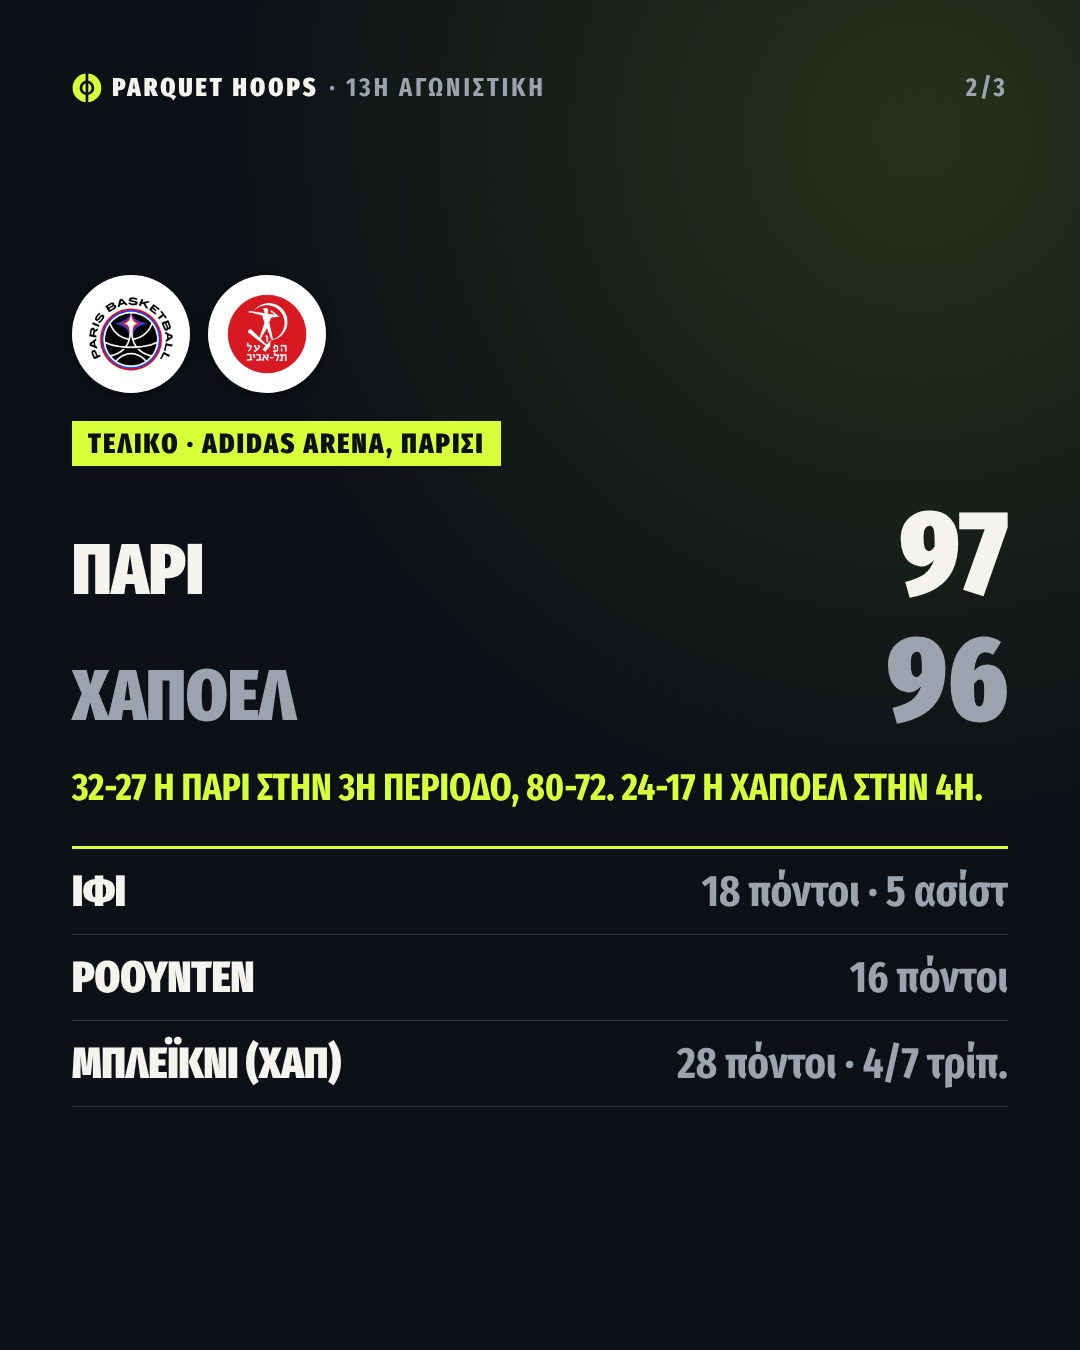 PARQUET HOOPS · 13Η ΑΓΩΝΙΣΤΙΚΗ
2/3
PARIS BASKETBALL
הפועל
תל-אביב
ΤΕΛΙΚΟ · ADIDAS ARENA, ΠΑΡΙΣΙ
ΠΑΡΙ 97
ΧΑΠΟΕΛ 96
32-27 Η ΠΑΡΙ ΣΤΗΝ 3Η ΠΕΡΙΟΔΟ, 80-72. 24-17 Η ΧΑΠΟΕΛ ΣΤΗΝ 4Η.
ΙΦΙ 18 πόντοι · 5 ασίστ
ΡΟΟΥΝΤΕΝ 16 πόντοι
ΜΠΛΕΪΚΝΙ (ΧΑΠ) 28 πόντοι · 4/7 τρίπ.